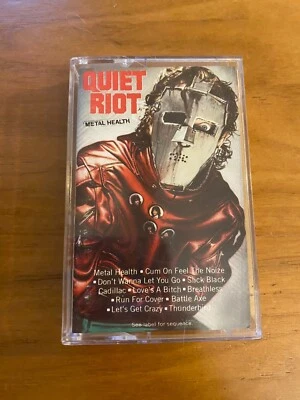 QUIET
RIOT
METAL HEALTH
Metal Health • Cum On Feel The Noize
• Don't Wanna Let You Go • Slick Black
Cadillac • Love's A Bitch • Breathless
• Run For Cover • Battle Axe
• Let's Get Crazy • Thunderbird
See label for sequence